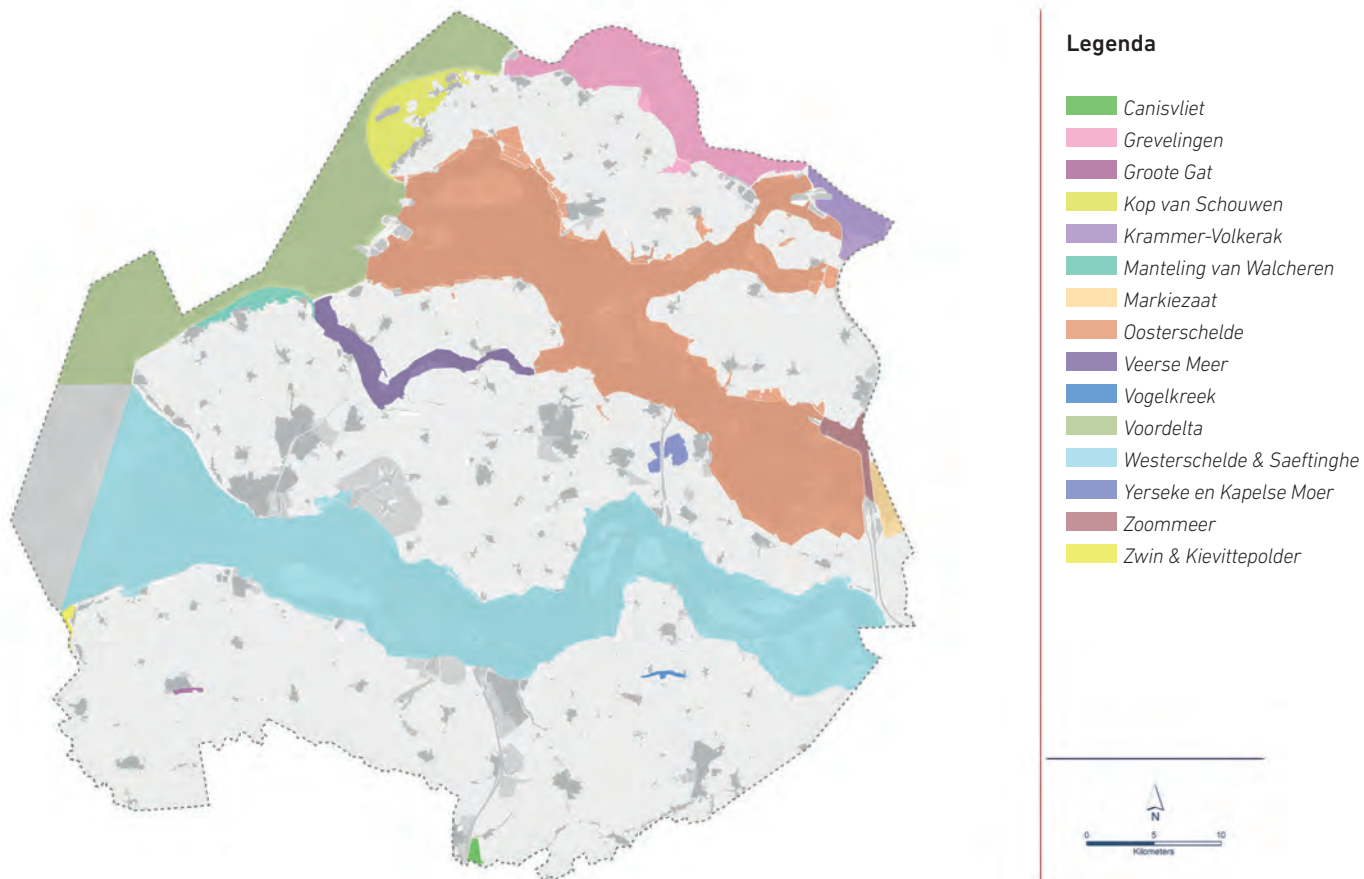 Legenda
Canisvliet
Grevelingen
Groote Gat
Kop van Schouwen
Krammer-Volkerak
Manteling van Walcheren
Markiezaat
Oosterschelde
Veerse Meer
Vogelkreek
Voordelta
Westerschelde & Saeftinghe
Yerseke en Kapelse Moer
Zoommeer
Zwin & Kievittepolder
N
0 5 10
Kilometers